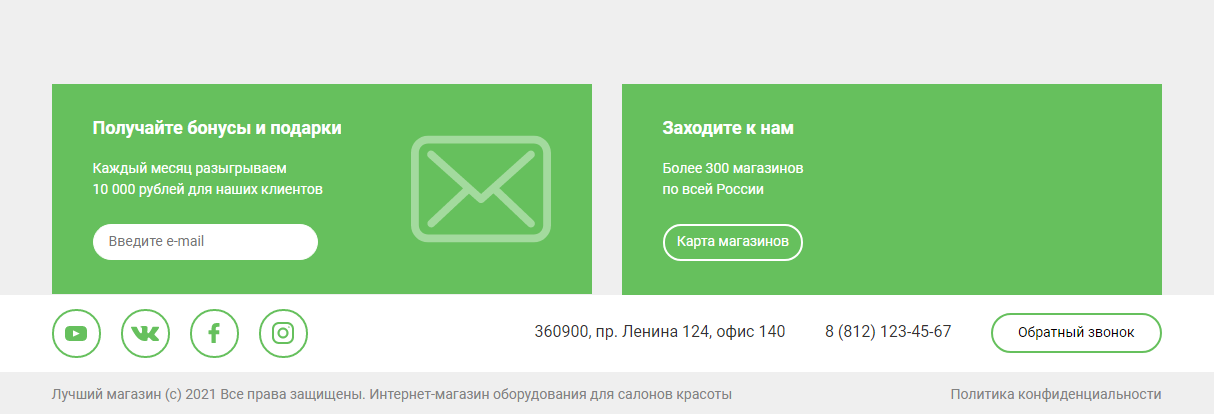 Получайте бонусы и подарки
Каждый месяц разыгрываем
10 000 рублей для наших клиентов
Введите e-mail
Заходите к нам
Более 300 магазинов
по всей России
Карта магазинов
360900, пр. Ленина 124, офис 140
8 (812) 123-45-67
Обратный звонок
Лучший магазин (c) 2021 Все права защищены. Интернет-магазин оборудования для салонов красоты
Политика конфиденциальности